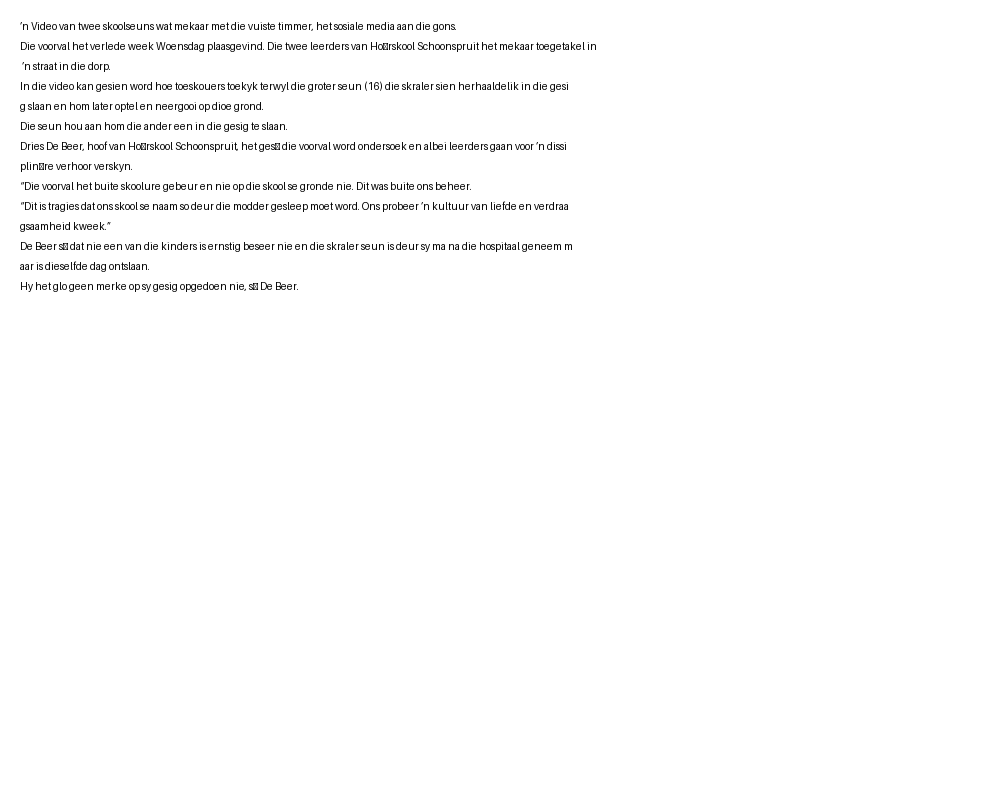 ’n Video van twee skoolseuns wat mekaar met die vuiste timmer, het sosiale media aan die gons.
Die voorval het verlede week Woensdag plaasgevind. Die twee leerders van Ho□rskool Schoonspruit het mekaar toegetakel in
’n straat in die dorp.
In die video kan gesien word hoe toeskouers toekyk terwyl die groter seun (16) die skraler sien herhaaldelik in die gesi
g slaan en hom later optel en neergooi op dioe grond.
Die seun hou aan hom die ander een in die gesig te slaan.
Dries De Beer, hoof van Ho□rskool Schoonspruit, het ges□ die voorval word ondersoek en albei leerders gaan voor ’n dissi
plin□re verhoor verskyn.
“Die voorval het buite skoolure gebeur en nie op die skool se gronde nie. Dit was buite ons beheer.
“Dit is tragies dat ons skool se naam so deur die modder gesleep moet word. Ons probeer ’n kultuur van liefde en verdraa
gsaamheid kweek.”
De Beer s□ dat nie een van die kinders is ernstig beseer nie en die skraler seun is deur sy ma na die hospitaal geneem m
aar is dieselfde dag ontslaan.
Hy het glo geen merke op sy gesig opgedoen nie, s□ De Beer.